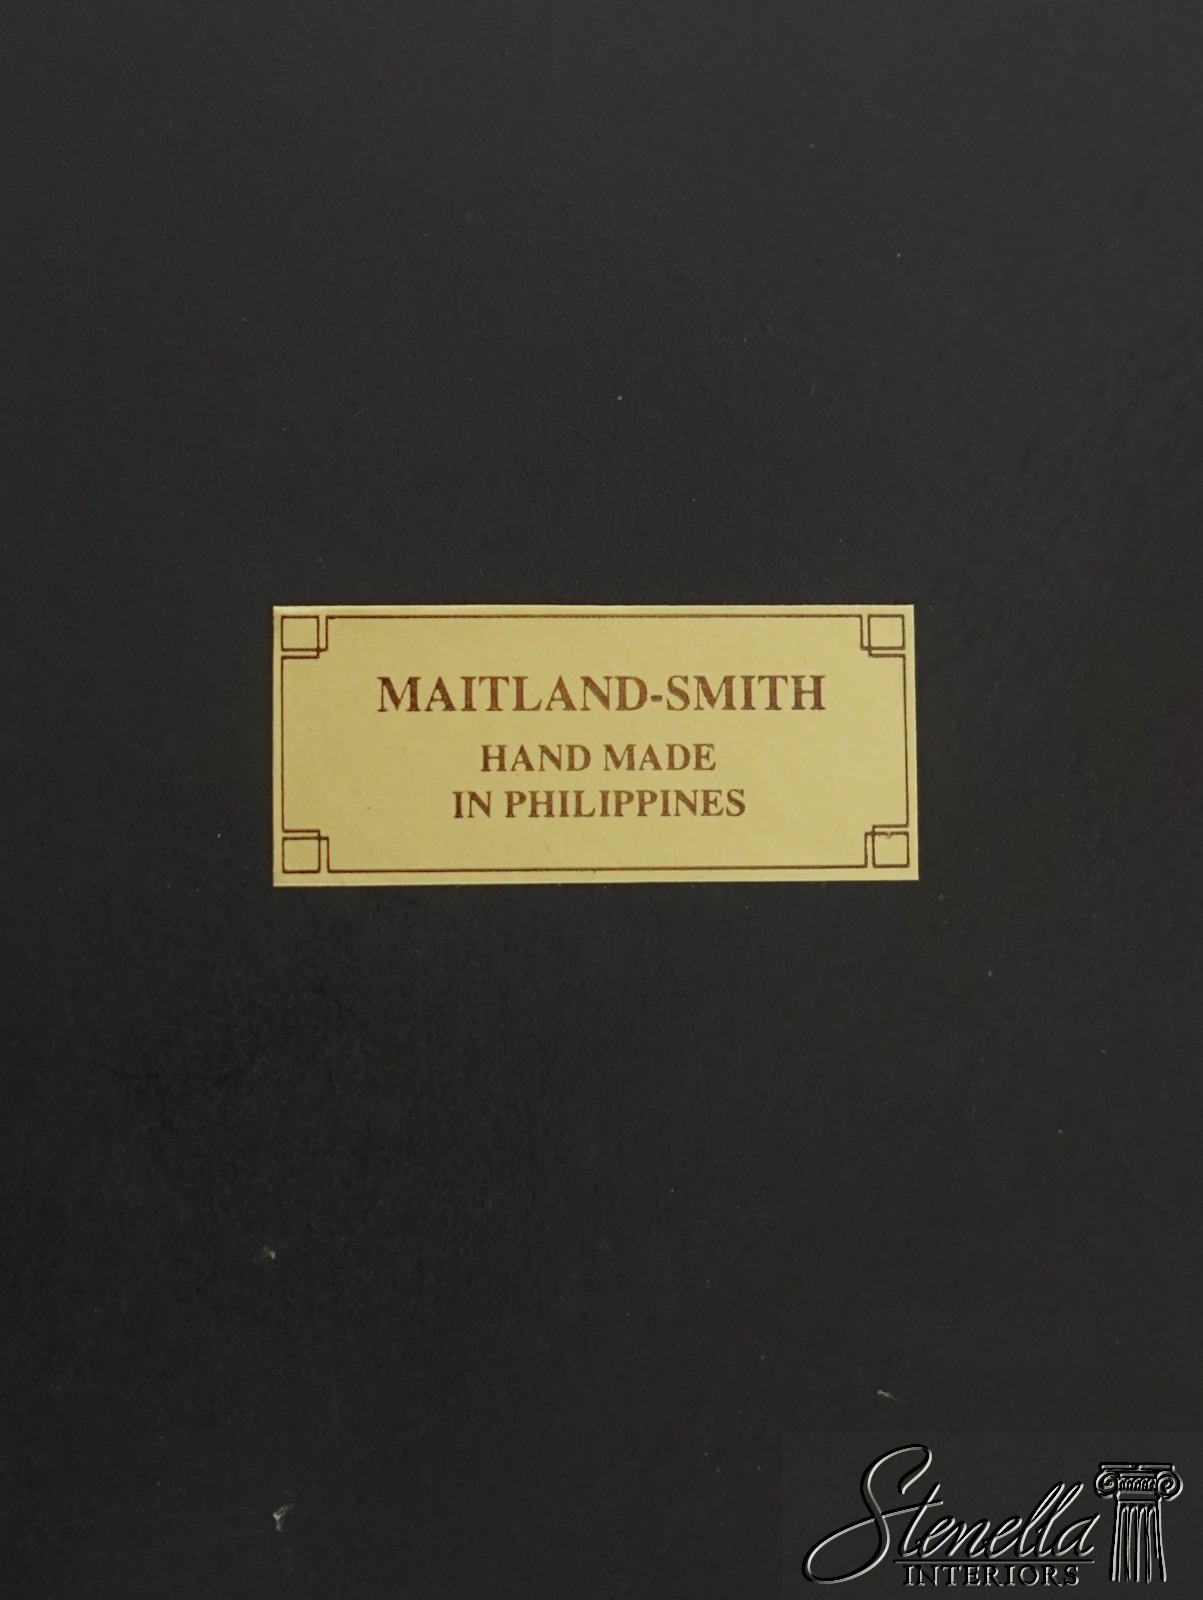 MAITLAND-SMITH
HAND MADE
IN PHILIPPINES
Stenella
INTERIORS